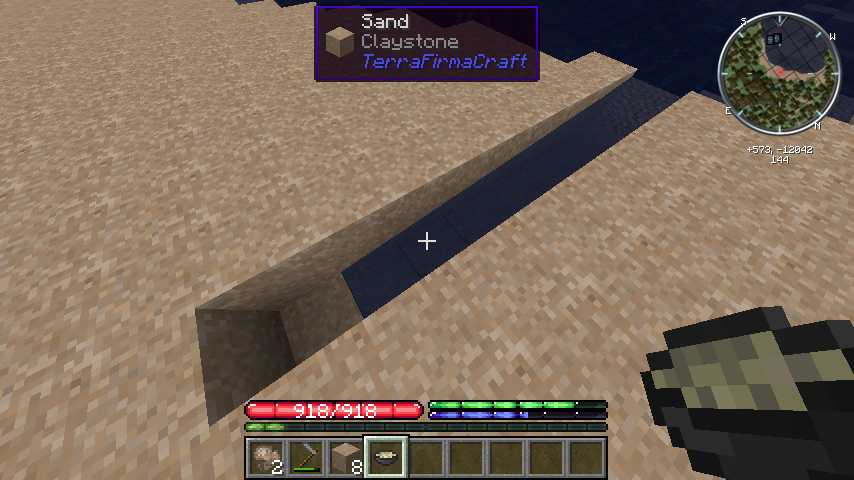 Sand
Claystone
TerraFirmaCraft
S
W
E
N
+573, -12042
144
918/918
2
8